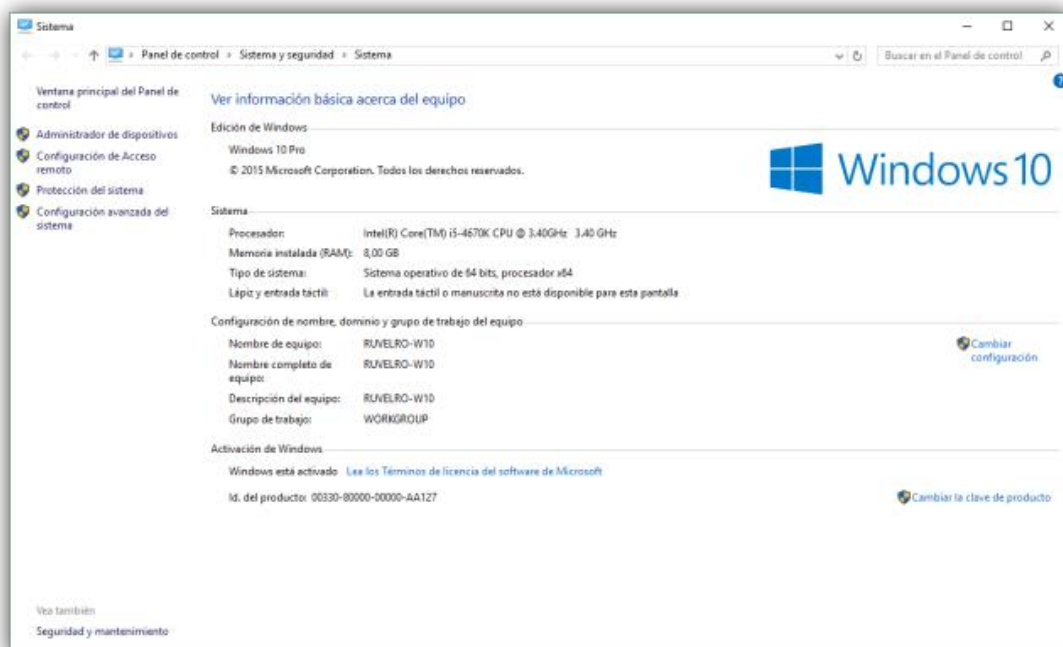 Sistema
Panel de control › Sistema y seguridad › Sistema
Buscar en el Panel de control
Ventana principal del Panel de
control
Administrador de dispositivos
Configuración de Acceso
remoto
Protección del sistema
Configuración avanzada del
sistema
Ver información básica acerca del equipo
Edición de Windows
Windows 10 Pro
© 2015 Microsoft Corporation. Todos los derechos reservados.
Windows 10
Sistema
Procesador: Intel(R) Core(TM) i5-4670K CPU @ 3.40GHz 3.40 GHz
Memoria instalada (RAM): 8,00 GB
Tipo de sistema: Sistema operativo de 64 bits, procesador x64
Lápiz y entrada táctil: La entrada táctil o manuscrita no está disponible para esta pantalla
Configuración de nombre, dominio y grupo de trabajo del equipo
Nombre de equipo: RUVELRO-W10
Cambiar
configuración
Nombre completo de
equipo: RUVELRO-W10
Descripción del equipo: RUVELRO-W10
Grupo de trabajo: WORKGROUP
Activación de Windows
Windows está activado Lea los Términos de licencia del software de Microsoft
Id. del producto: 00330-80000-00000-AA127
Cambiar la clave de producto
Vea también
Seguridad y mantenimiento